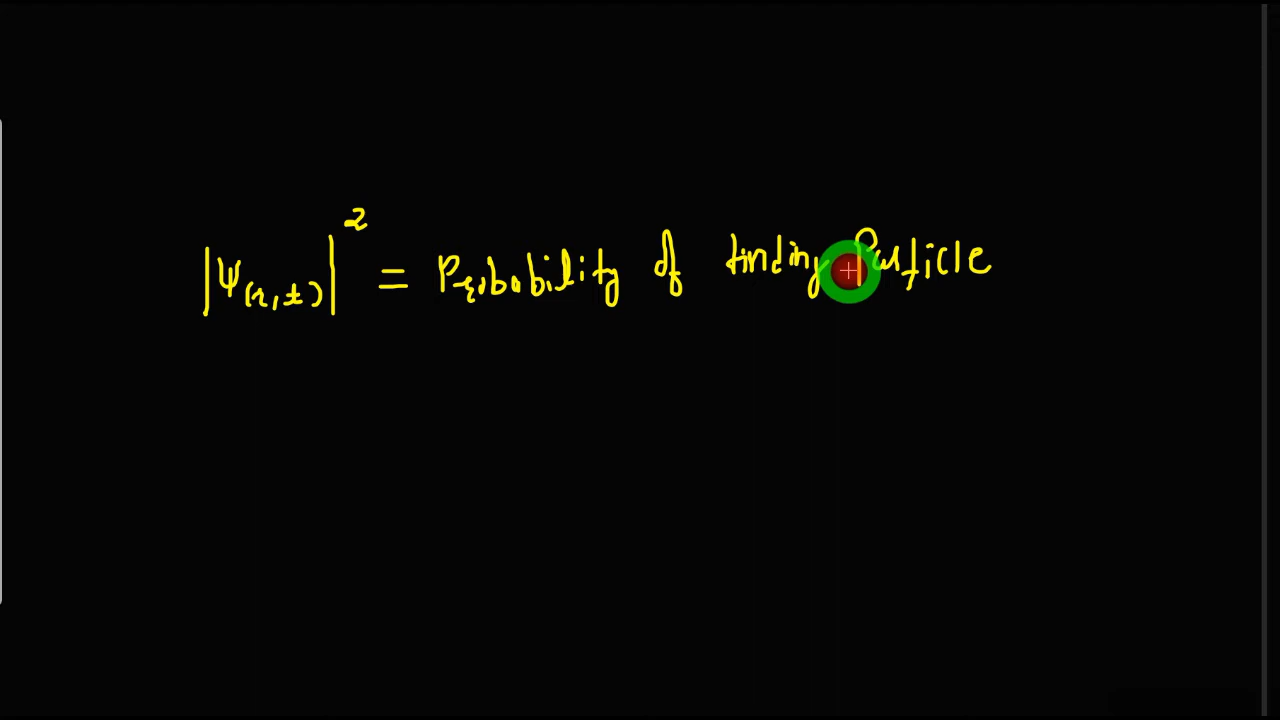 |Ψ(r,t)|² = Probability of finding Particle